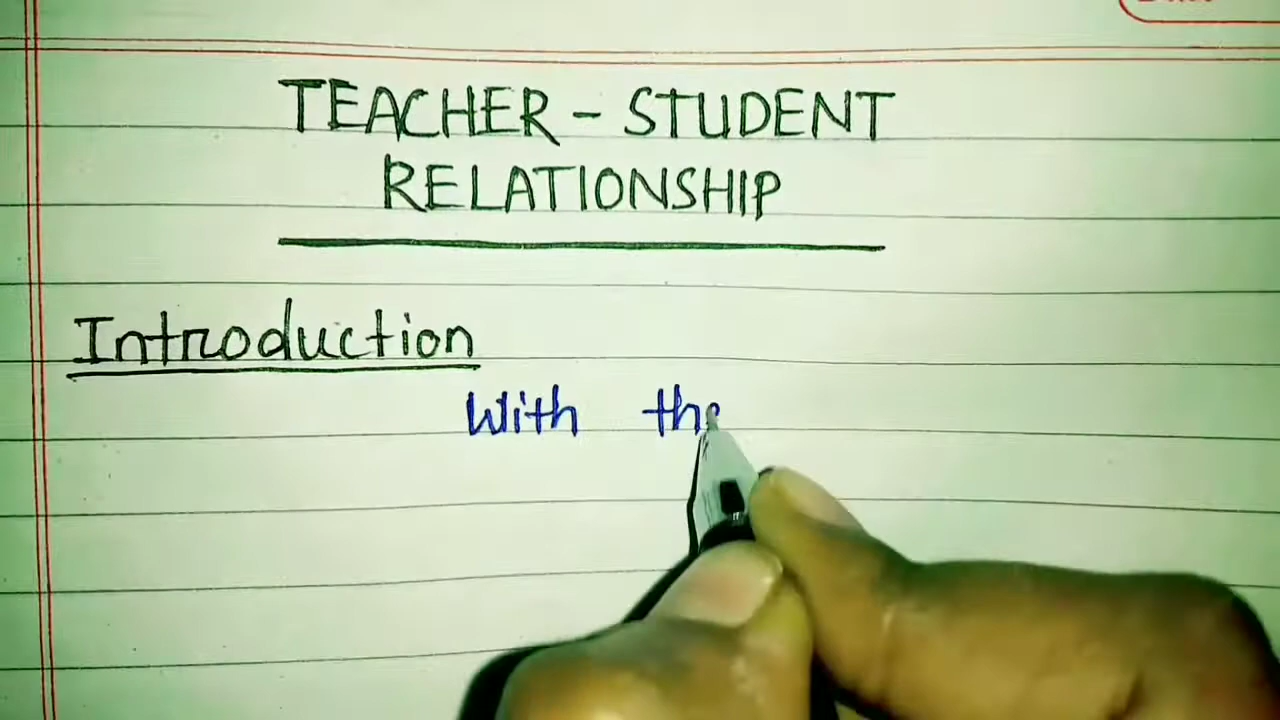 TEACHER - STUDENT
RELATIONSHIP
Introduction
With the